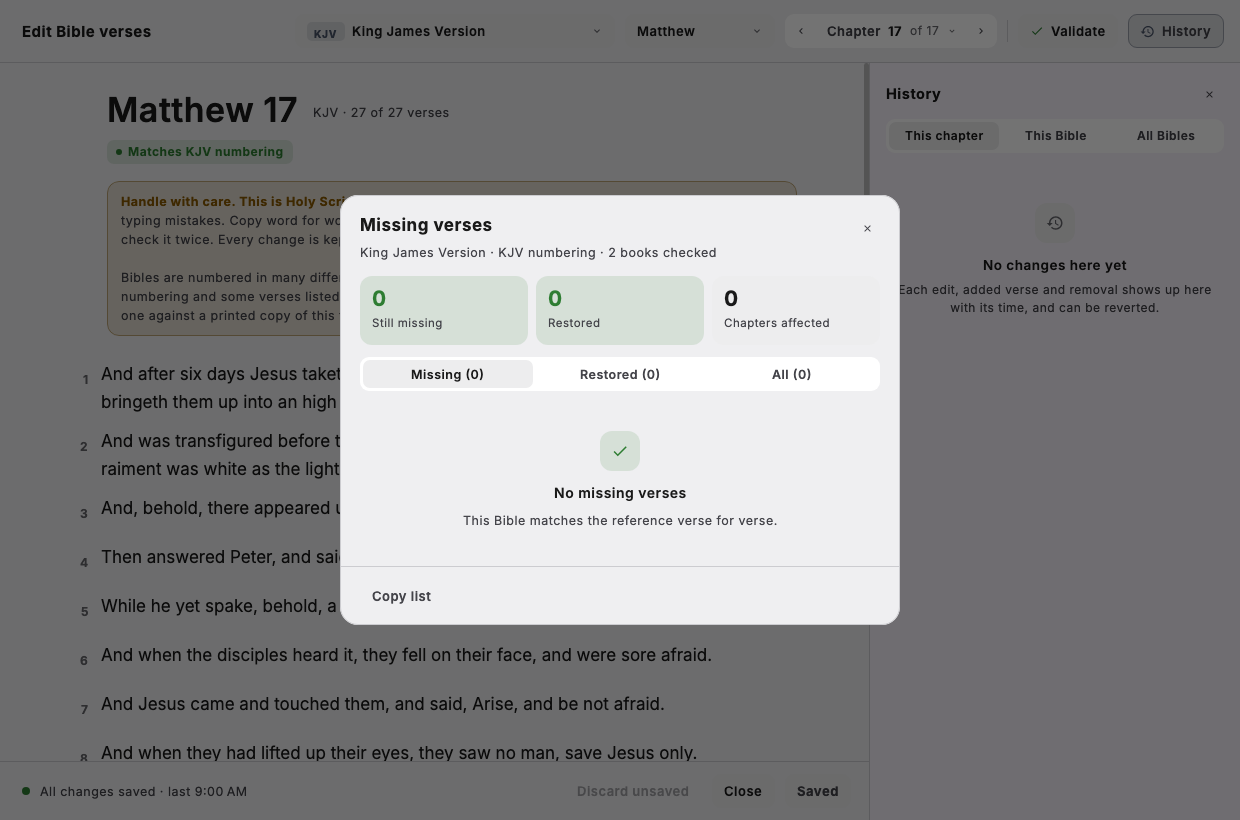 Edit Bible verses
KJV King James Version
Matthew
Chapter 17 of 17
Validate
History
Matthew 17
KJV · 27 of 27 verses
Matches KJV numbering
Handle with care. This is Holy
typing mistakes. Copy word for
check it twice. Every change is
Bibles are numbered in many
numbering and some verses listed
one against a printed copy of this
1 And after six days Jesus
bringeth them up into an high
2 And was transfigured before
raiment was white as the light
3 And, behold, there appeared
4 Then answered Peter, and
5 While he yet spake, behold, a
6 And when the disciples heard it, they fell on their face, and were sore afraid.
7 And Jesus came and touched them, and said, Arise, and be not afraid.
8 And when they had lifted up their eyes, they saw no man, save Jesus only.
All changes saved · last 9:00 AM
Discard unsaved
Close
Saved
History
×
This chapter
This Bible
All Bibles
No changes here yet
Each edit, added verse and removal shows up here
with its time, and can be reverted.
Missing verses
×
King James Version · KJV numbering · 2 books checked
0
Still missing
0
Restored
0
Chapters affected
Missing (0)
Restored (0)
All (0)
No missing verses
This Bible matches the reference verse for verse.
Copy list